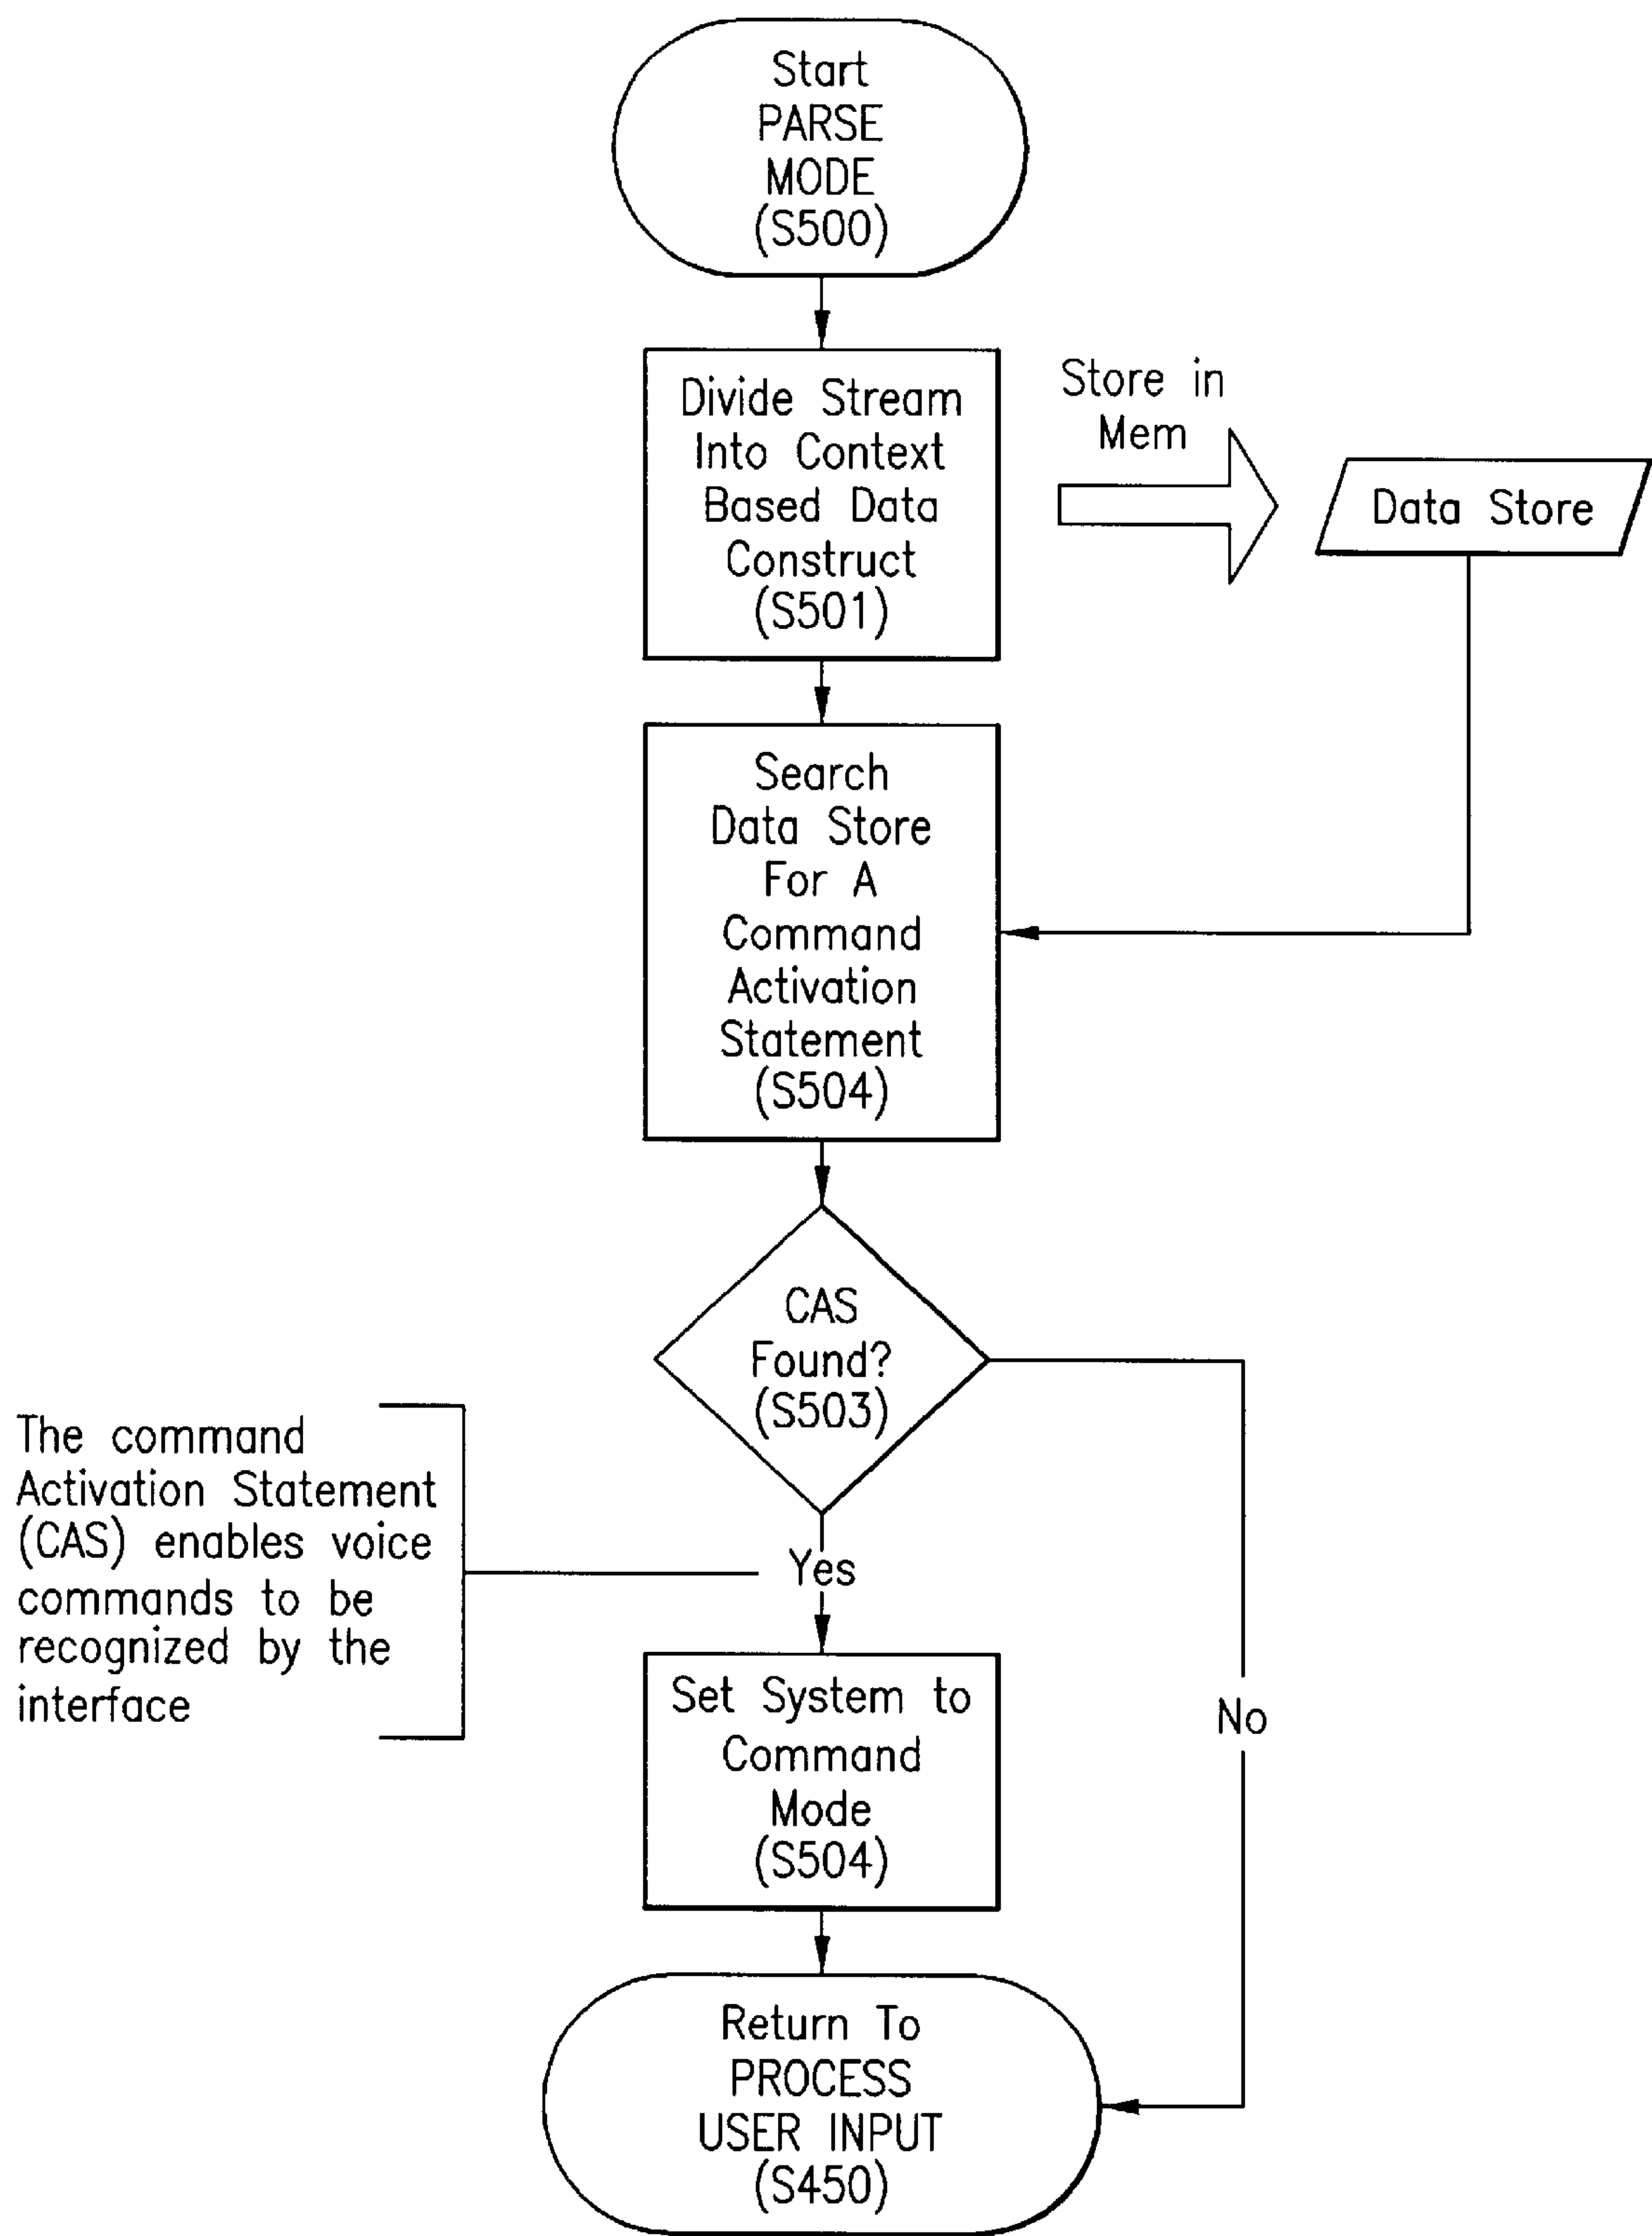 Start
PARSE
MODE
(S500)
Divide Stream
Into Context
Based Data
Construct
(S501)
Store in
Mem
Data Store
Search
Data Store
For A
Command
Activation
Statement
(S504)
CAS
Found?
(S503)
The command
Activation Statement
(CAS) enables voice
commands to be
recognized by the
interface
Yes
No
Set System to
Command
Mode
(S504)
Return To
PROCESS
USER INPUT
(S450)